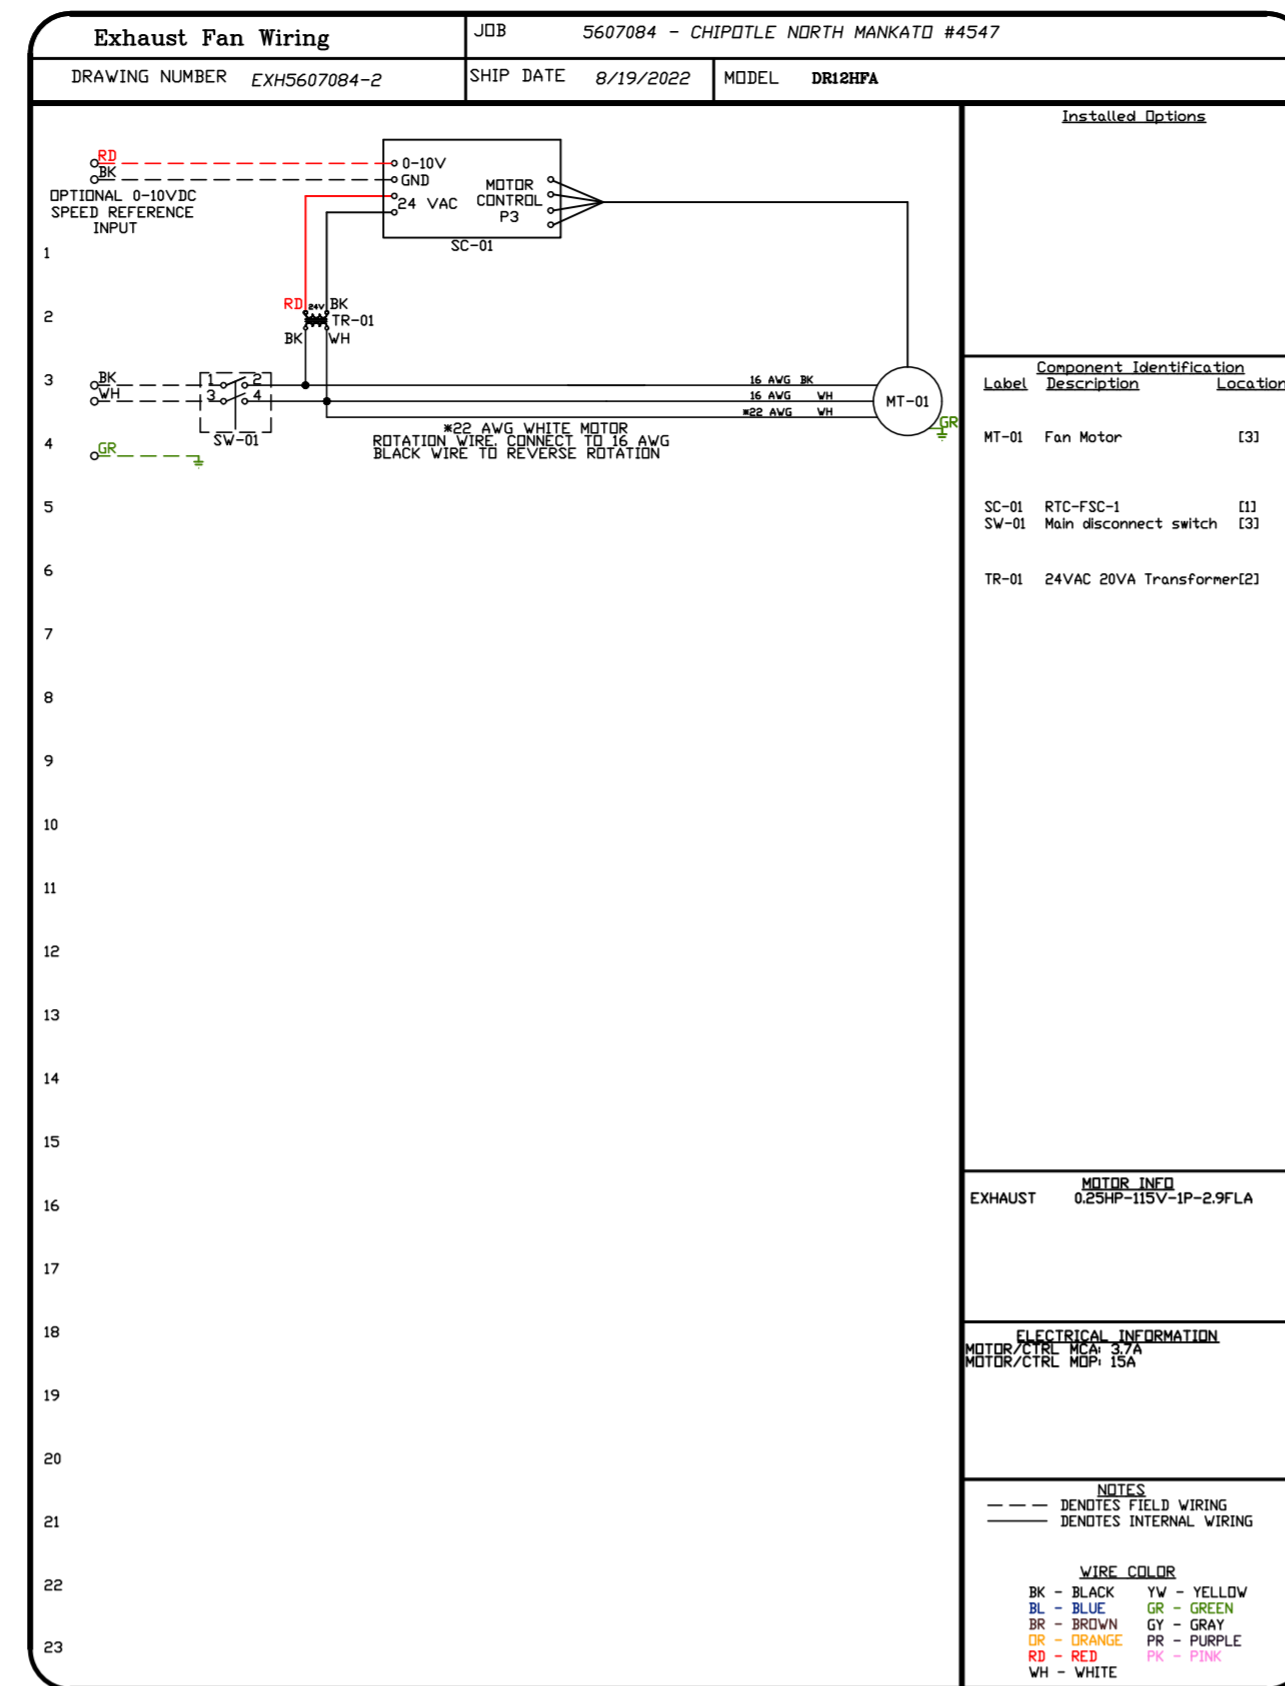 Exhaust Fan Wiring
JOB 5607084 - CHIPOTLE NORTH MANKATO #4547
DRAWING NUMBER EXH5607084-2
SHIP DATE 8/19/2022
MODEL DR12HFA
RD
BK
OPTIONAL 0-10VDC
SPEED REFERENCE
INPUT
0-10V
GND
24 VAC
MOTOR
CONTROL
P3
SC-01
RD 24V BK
TR-01
BK WH
BK
WH
1 2
3 4
SW-01
GR
16 AWG BK
16 AWG WH
*22 AWG WH
MT-01
GR
*22 AWG WHITE MOTOR
ROTATION WIRE. CONNECT TO 16 AWG
BLACK WIRE TO REVERSE ROTATION
1
2
3
4
5
6
7
8
9
10
11
12
13
14
15
16
17
18
19
20
21
22
23
Installed Options
Component Identification
Label Description Location
MT-01 Fan Motor [3]
SC-01 RTC-FSC-1 [1]
SW-01 Main disconnect switch [3]
TR-01 24VAC 20VA Transformer[2]
MOTOR INFO
EXHAUST 0.25HP-115V-1P-2.9FLA
ELECTRICAL INFORMATION
MOTOR/CTRL MCA: 3.7A
MOTOR/CTRL MOP: 15A
NOTES
DENOTES FIELD WIRING
DENOTES INTERNAL WIRING
WIRE COLOR
BK - BLACK YW - YELLOW
BL - BLUE GR - GREEN
BR - BROWN GY - GRAY
OR - ORANGE PR - PURPLE
RD - RED PK - PINK
WH - WHITE